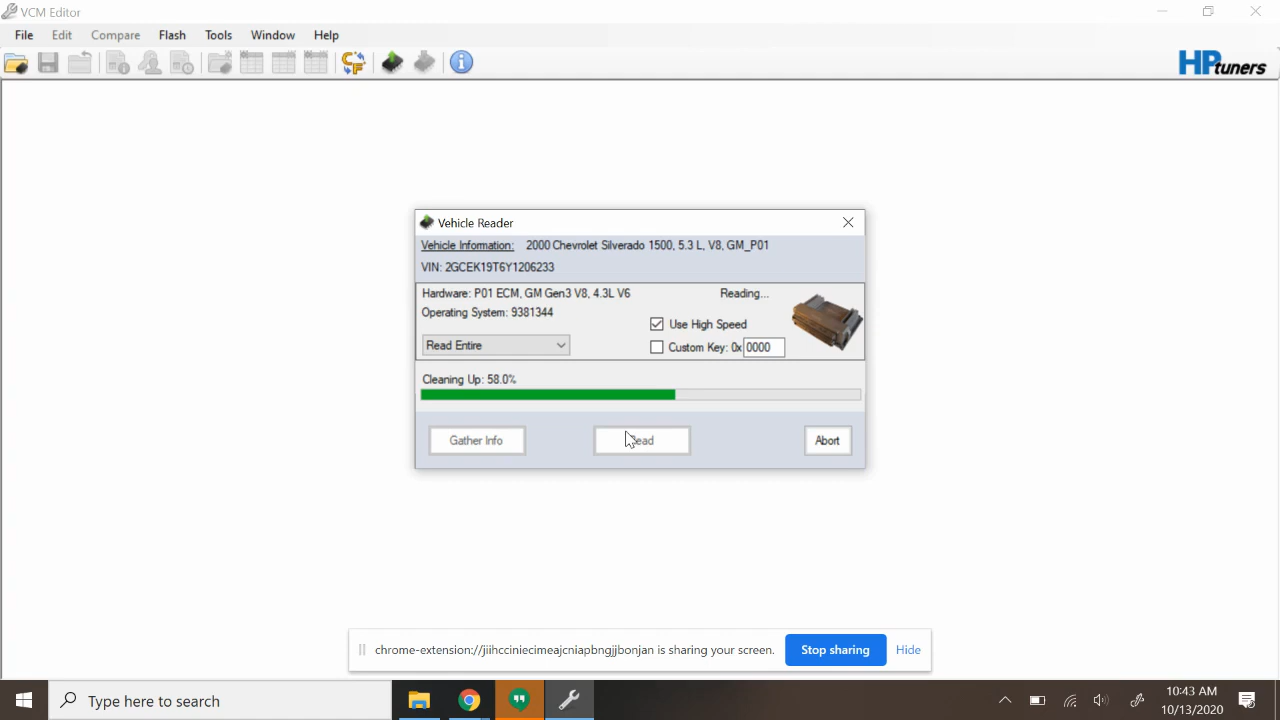 VCM Editor
File Edit Compare Flash Tools Window Help
HPtuners
Vehicle Reader
Vehicle Information: 2000 Chevrolet Silverado 1500, 5.3 L, V8, GM_P01
VIN: 2GCEK19T6Y1206233
Hardware: P01 ECM, GM Gen3 V8, 4.3L V6 Reading...
Operating System: 9381344
Use High Speed
Read Entire
Custom Key: 0x 0000
Cleaning Up: 58.0%
Gather Info Read Abort
chrome-extension://jiihcciniecimeajcniapbngjjbonjan is sharing your screen. Stop sharing Hide
Type here to search
10:43 AM
10/13/2020